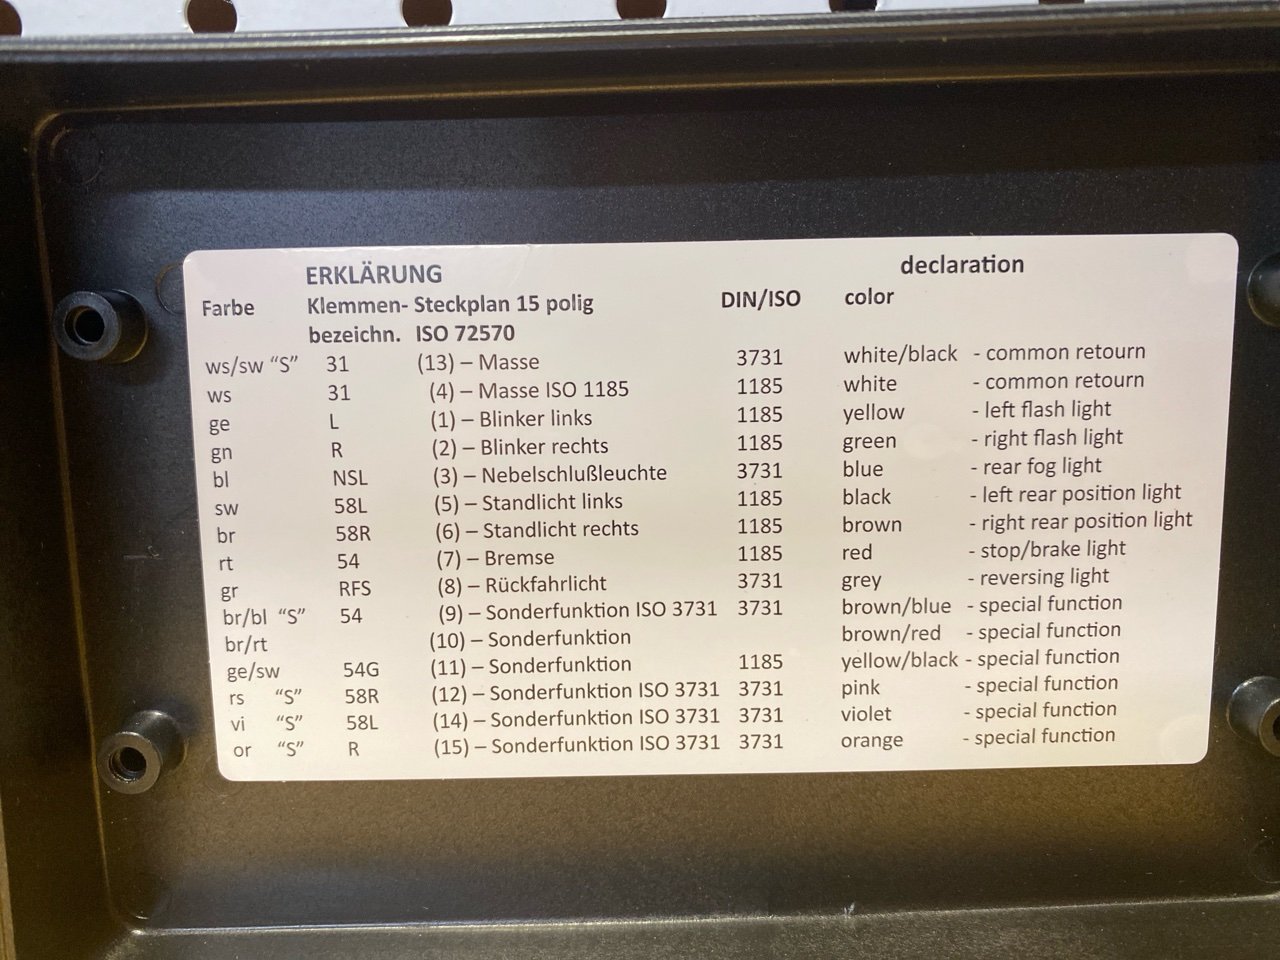 ERKLÄRUNG declaration
Farbe Klemmen- Steckplan 15 polig DIN/ISO color
bezeichn. ISO 72570
ws/sw “S” 31 (13) – Masse 3731 white/black - common retourn
ws 31 (4) – Masse ISO 1185 1185 white - common retourn
ge L (1) – Blinker links 1185 yellow - left flash light
gn R (2) – Blinker rechts 1185 green - right flash light
bl NSL (3) – Nebelschlußleuchte 3731 blue - rear fog light
sw 58L (5) – Standlicht links 1185 black - left rear position light
br 58R (6) – Standlicht rechts 1185 brown - right rear position light
rt 54 (7) – Bremse 1185 red - stop/brake light
gr RFS (8) – Rückfahrlicht 3731 grey - reversing light
br/bl “S” 54 (9) – Sonderfunktion ISO 3731 3731 brown/blue - special function
br/rt (10) – Sonderfunktion brown/red - special function
ge/sw 54G (11) – Sonderfunktion 1185 yellow/black - special function
rs “S” 58R (12) – Sonderfunktion ISO 3731 3731 pink - special function
vi “S” 58L (14) – Sonderfunktion ISO 3731 3731 violet - special function
or “S” R (15) – Sonderfunktion ISO 3731 3731 orange - special function